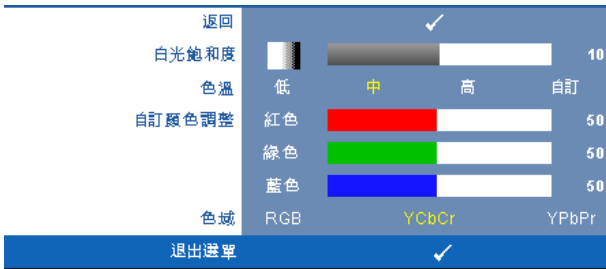 返回
白光飽和度 10
色溫 低 中 高 自訂
自訂顏色調整 紅色 50
綠色 50
藍色 50
色域 RGB YCbCr YPbPr
退出選單